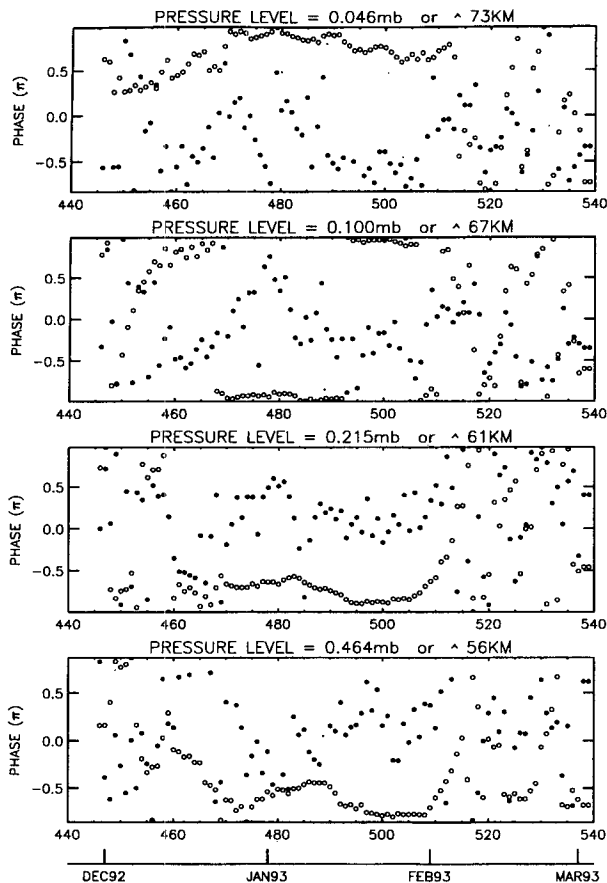 PRESSURE LEVEL = 0.046mb or ^ 73KM
PHASE (π)
0.5
0.0
-0.5
440 460 480 500 520 540
PRESSURE LEVEL = 0.100mb or ^ 67KM
PHASE (π)
0.5
0.0
-0.5
440 460 480 500 520 540
PRESSURE LEVEL = 0.215mb or ^ 61KM
PHASE (π)
0.5
0.0
-0.5
440 460 480 500 520 540
PRESSURE LEVEL = 0.464mb or ^ 56KM
PHASE (π)
0.5
0.0
-0.5
440 460 480 500 520 540
DEC92 JAN93 FEB93 MAR93